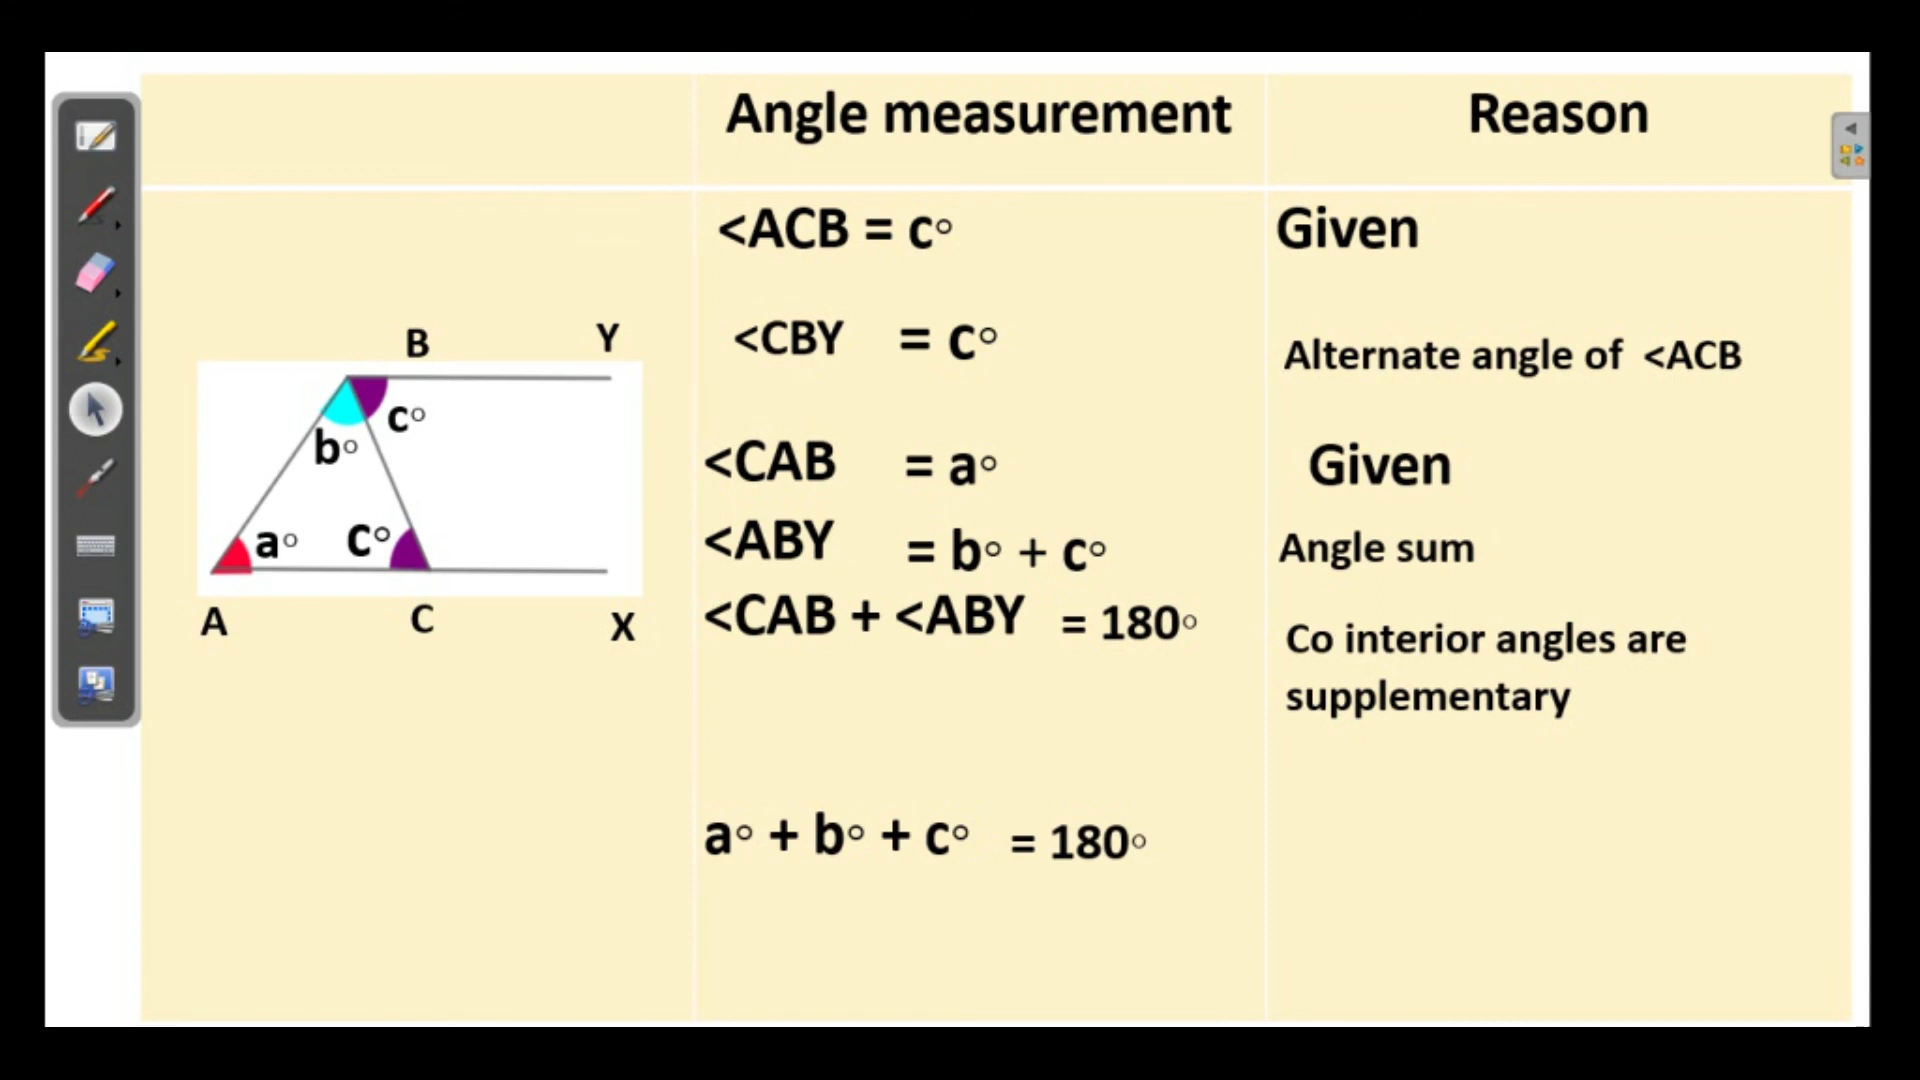 Angle measurement Reason
<ACB = c° Given
<CBY = c° Alternate angle of <ACB
B Y
c°
b°
<CAB = a° Given
a° c°
<ABY = b° + c° Angle sum
A C X
<CAB + <ABY = 180° Co interior angles are
supplementary
a° + b° + c° = 180°